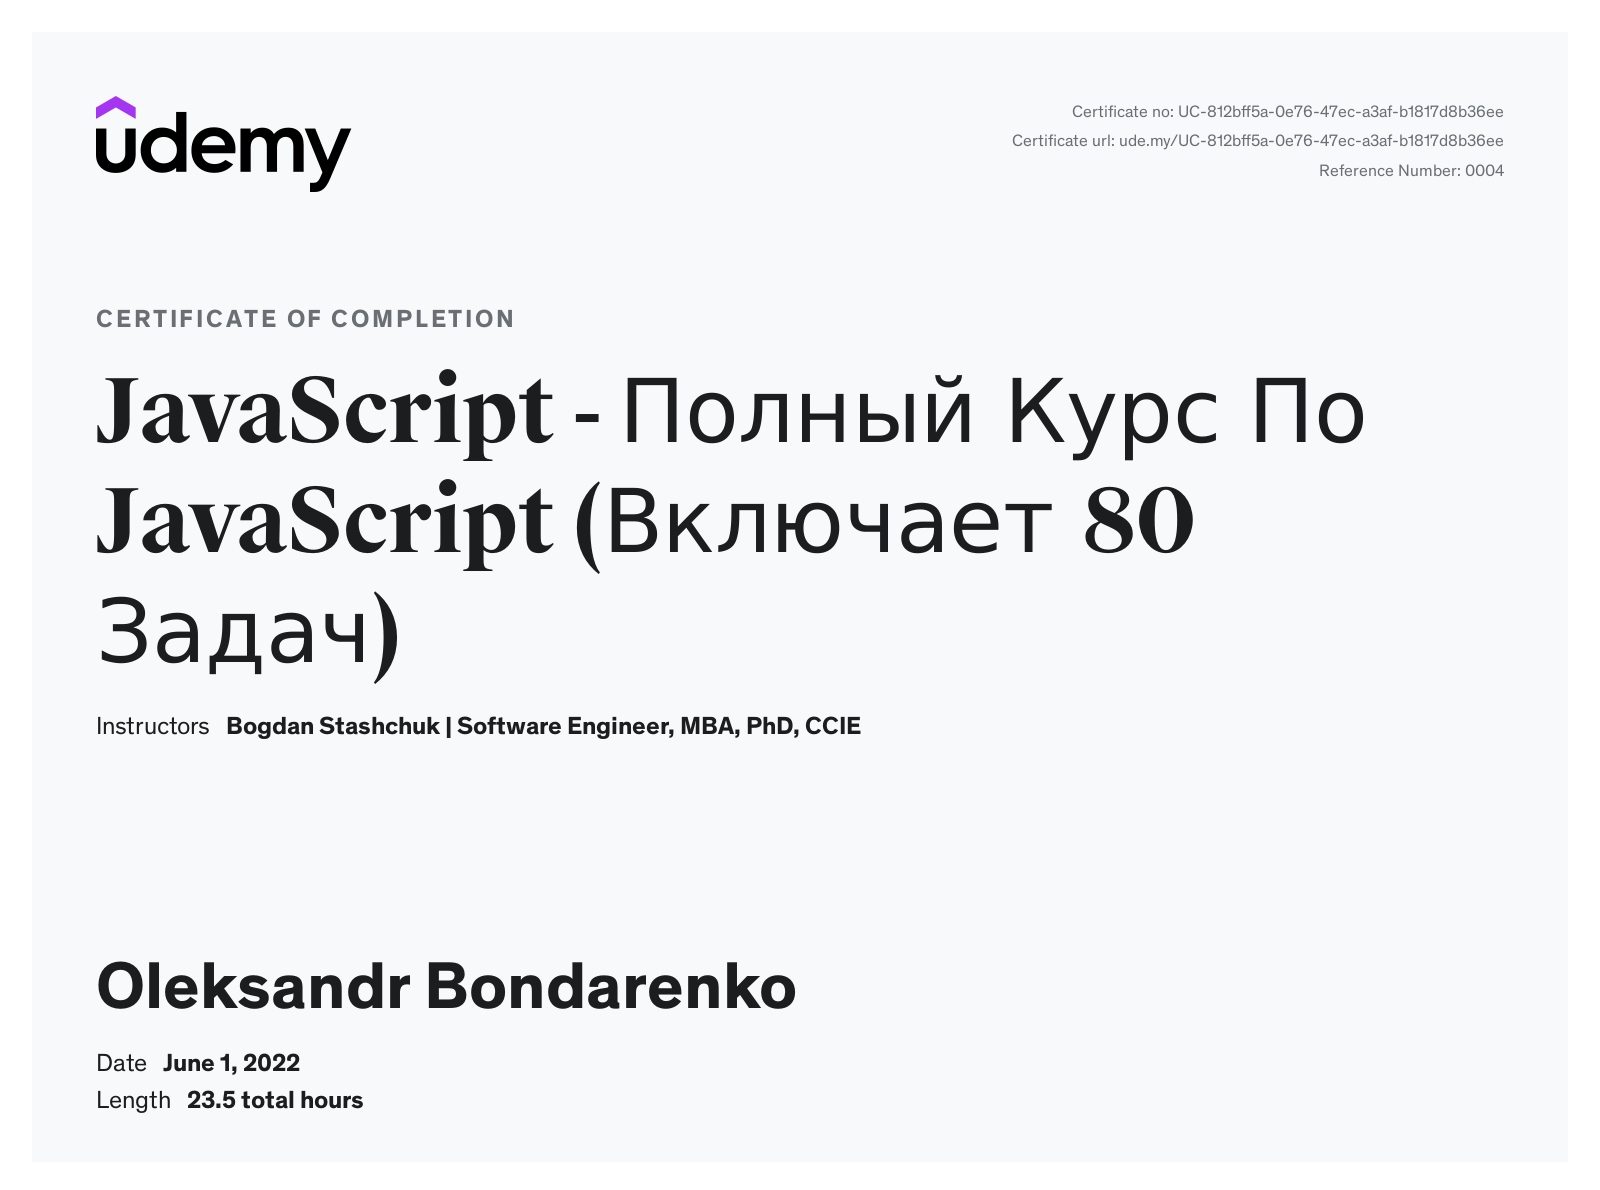 udemy
Certificate no: UC-812bff5a-0e76-47ec-a3af-b1817d8b36ee
Certificate url: ude.my/UC-812bff5a-0e76-47ec-a3af-b1817d8b36ee
Reference Number: 0004
CERTIFICATE OF COMPLETION
JavaScript - Полный Курс По
JavaScript (Включает 80
Задач)
Instructors Bogdan Stashchuk | Software Engineer, MBA, PhD, CCIE
Oleksandr Bondarenko
Date June 1, 2022
Length 23.5 total hours